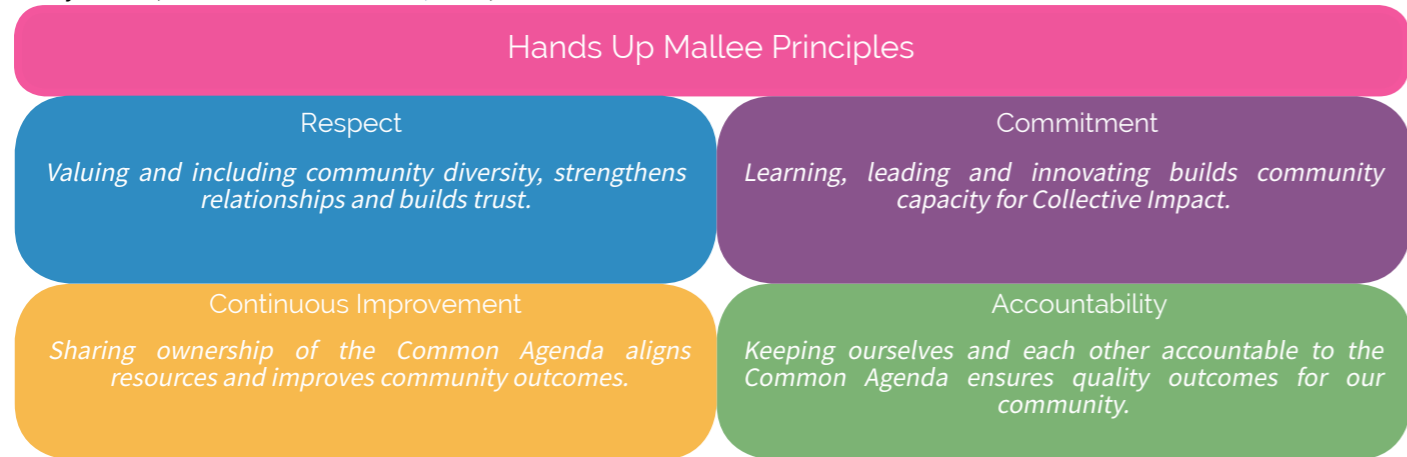 Hands Up Mallee Principles
Respect
Valuing and including community diversity, strengthens
relationships and builds trust.
Commitment
Learning, leading and innovating builds community
capacity for Collective Impact.
Continuous Improvement
Sharing ownership of the Common Agenda aligns
resources and improves community outcomes.
Accountability
Keeping ourselves and each other accountable to the
Common Agenda ensures quality outcomes for our
community.